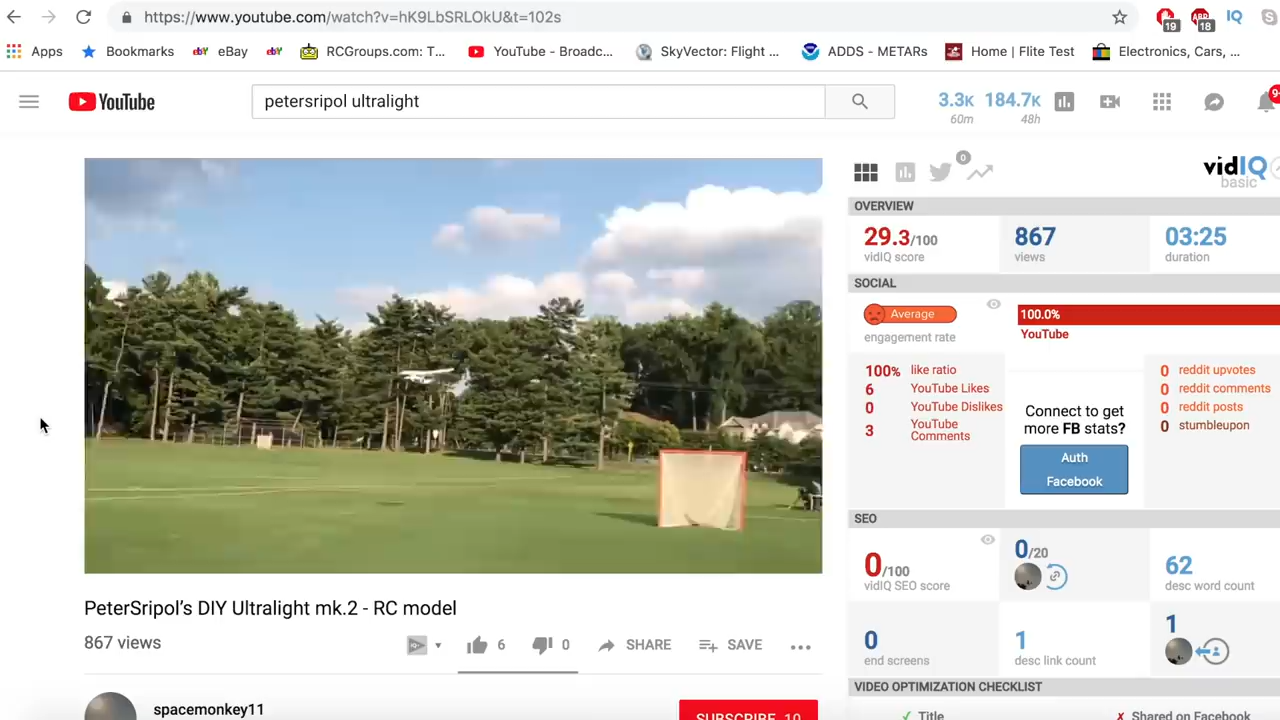 https://www.youtube.com/watch?v=hK9LbSRLOkU&t=102s
19
18
IQ
Apps
Bookmarks
eBay
RCGroups.com: T...
YouTube - Broadc...
SkyVector: Flight ...
ADDS - METARs
Home | Flite Test
Electronics, Cars, ...
YouTube
petersripol ultralight
3.3K
60m
184.7K
48h
9
0
vidIQ
basic
OVERVIEW
29.3/100
vidIQ score
867
views
03:25
duration
SOCIAL
Average
engagement rate
100.0%
YouTube
100% like ratio
6 YouTube Likes
0 YouTube Dislikes
3 YouTube
Comments
Connect to get
more FB stats?
Auth
Facebook
0 reddit upvotes
0 reddit comments
0 reddit posts
0 stumbleupon
SEO
0/100
vidIQ SEO score
0/20
62
desc word count
0
end screens
1
desc link count
1
VIDEO OPTIMIZATION CHECKLIST
✓ Title
✗ Shared on Facebook
PeterSripol's DIY Ultralight mk.2 - RC model
867 views
6
0
SHARE
SAVE
spacemonkey11
SUBSCRIBE 10